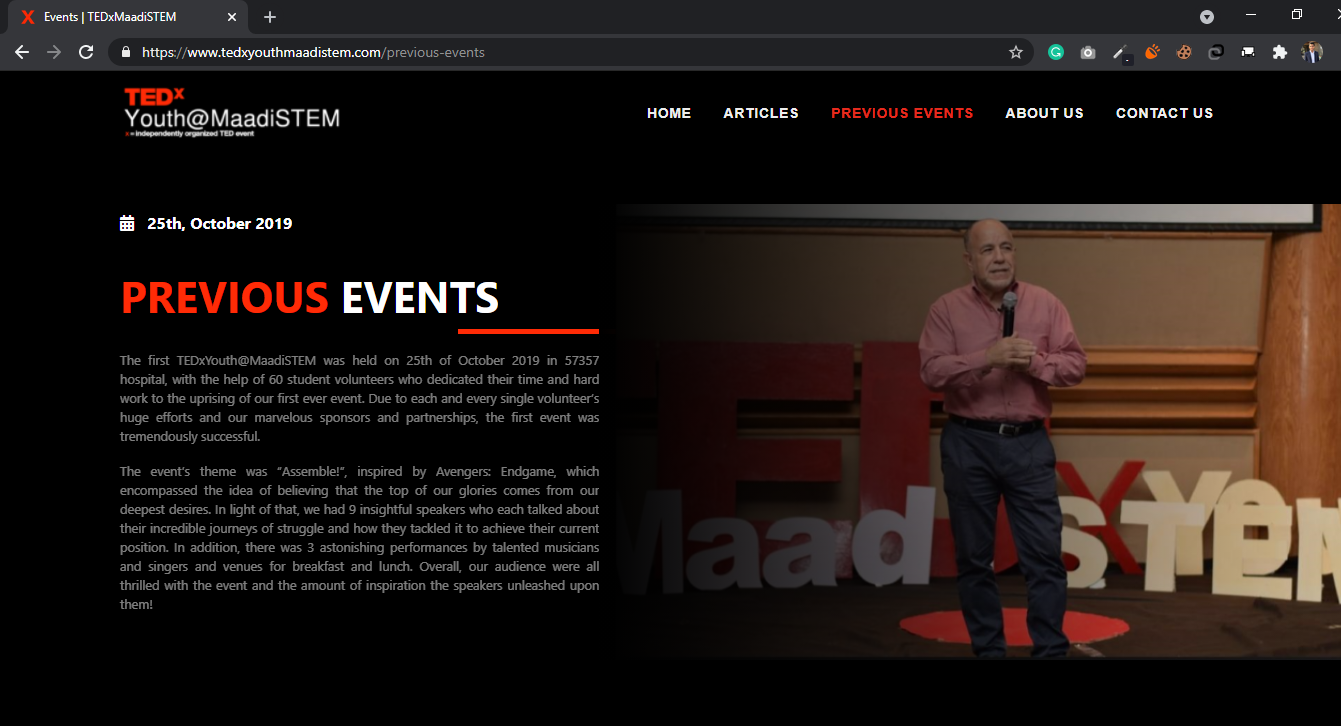 Events | TEDxMaadiSTEM
https://www.tedxyouthmaadistem.com/previous-events
TEDx
Youth@MaadiSTEM
x = independently organized TED event
HOME ARTICLES PREVIOUS EVENTS ABOUT US CONTACT US
25th, October 2019
PREVIOUS EVENTS
The first TEDxYouth@MaadiSTEM was held on 25th of October 2019 in 57357
hospital, with the help of 60 student volunteers who dedicated their time and hard
work to the uprising of our first ever event. Due to each and every single volunteer's
huge efforts and our marvelous sponsors and partnerships, the first event was
tremendously successful.
The event's theme was "Assemble!", inspired by Avengers: Endgame, which
encompassed the idea of believing that the top of our glories comes from our
deepest desires. In light of that, we had 9 insightful speakers who each talked about
their incredible journeys of struggle and how they tackled it to achieve their current
position. In addition, there was 3 astonishing performances by talented musicians
and singers and venues for breakfast and lunch. Overall, our audience were all
thrilled with the event and the amount of inspiration the speakers unleashed upon
them!
TEDxYou
MaadiSTEM